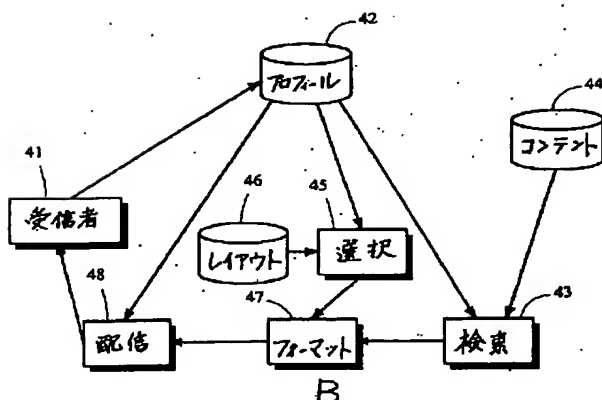 42
プロフィール
44
コンテント
41
受信者
46
レイアウト
45
選択
48
配信
47
フォーマット
43
検索
B